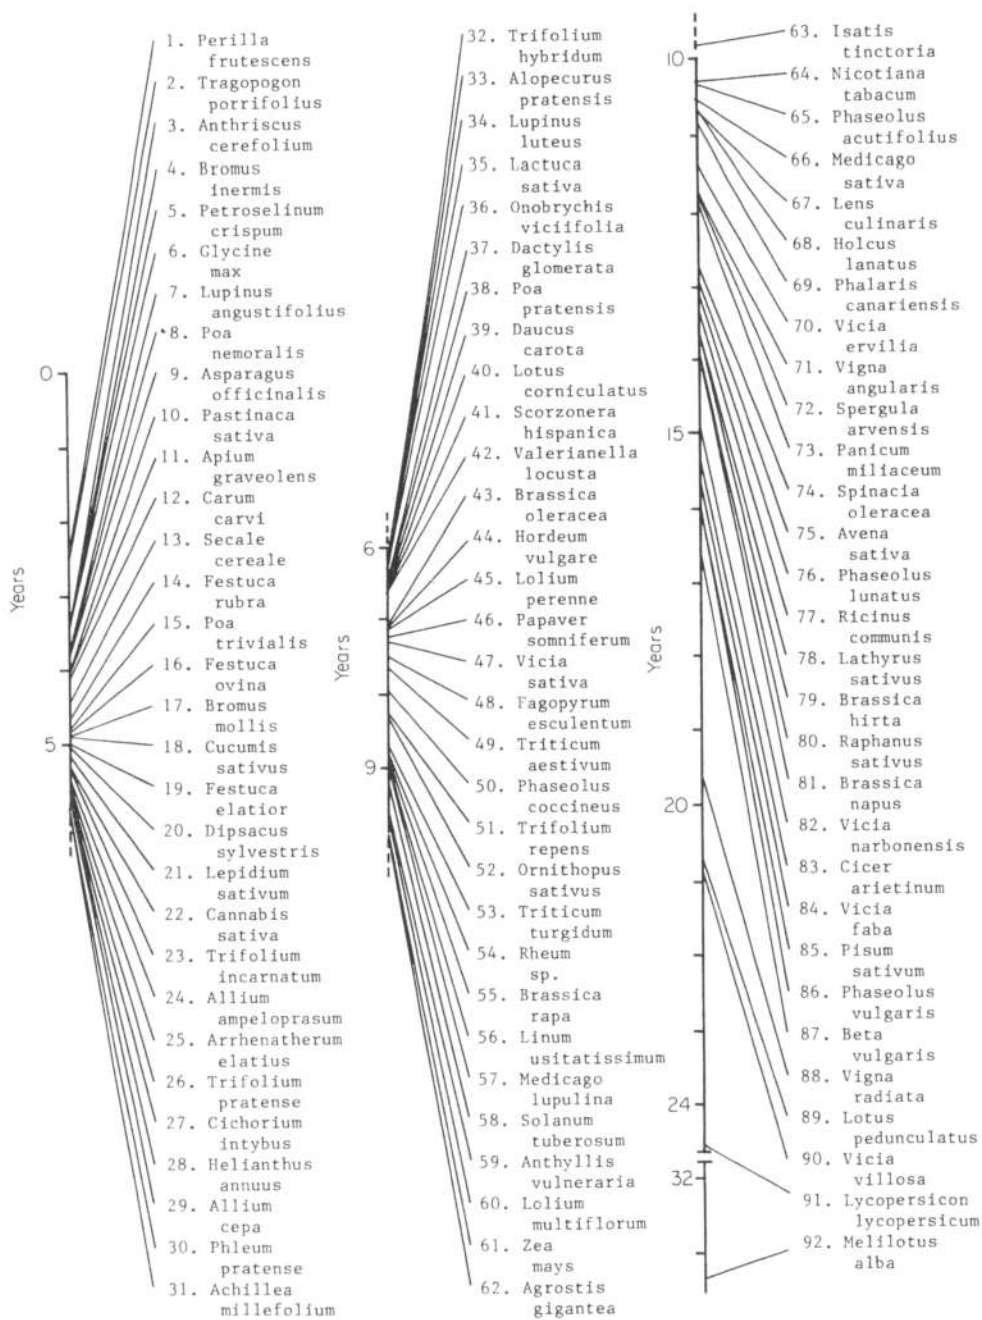 1. Perilla
frutescens
2. Tragopogon
porrifolius
3. Anthriscus
cerefolium
4. Bromus
inermis
5. Petroselinum
crispum
6. Glycine
max
7. Lupinus
angustifolius
8. Poa
nemoralis
9. Asparagus
officinalis
10. Pastinaca
sativa
11. Apium
graveolens
12. Carum
carvi
13. Secale
cereale
14. Festuca
rubra
15. Poa
trivialis
16. Festuca
ovina
17. Bromus
mollis
18. Cucumis
sativus
19. Festuca
elatior
20. Dipsacus
sylvestris
21. Lepidium
sativum
22. Cannabis
sativa
23. Trifolium
incarnatum
24. Allium
ampeloprasum
25. Arrhenatherum
elatius
26. Trifolium
pratense
27. Cichorium
intybus
28. Helianthus
annuus
29. Allium
cepa
30. Phleum
pratense
31. Achillea
millefolium
0
5
Years
32. Trifolium
hybridum
33. Alopecurus
pratensis
34. Lupinus
luteus
35. Lactuca
sativa
36. Onobrychis
viciifolia
37. Dactylis
glomerata
38. Poa
pratensis
39. Daucus
carota
40. Lotus
corniculatus
41. Scorzonera
hispanica
42. Valerianella
locusta
43. Brassica
oleracea
44. Hordeum
vulgare
45. Lolium
perenne
46. Papaver
somniferum
47. Vicia
sativa
48. Fagopyrum
esculentum
49. Triticum
aestivum
50. Phaseolus
coccineus
51. Trifolium
repens
52. Ornithopus
sativus
53. Triticum
turgidum
54. Rheum
sp.
55. Brassica
rapa
56. Linum
usitatissimum
57. Medicago
lupulina
58. Solanum
tuberosum
59. Anthyllis
vulneraria
60. Lolium
multiflorum
61. Zea
mays
62. Agrostis
gigantea
6
9
Years
63. Isatis
tinctoria
64. Nicotiana
tabacum
65. Phaseolus
acutifolius
66. Medicago
sativa
67. Lens
culinaris
68. Holcus
lanatus
69. Phalaris
canariensis
70. Vicia
ervilia
71. Vigna
angularis
72. Spergula
arvensis
73. Panicum
miliaceum
74. Spinacia
oleracea
75. Avena
sativa
76. Phaseolus
lunatus
77. Ricinus
communis
78. Lathyrus
sativus
79. Brassica
hirta
80. Raphanus
sativus
81. Brassica
napus
82. Vicia
narbonensis
83. Cicer
arietinum
84. Vicia
faba
85. Pisum
sativum
86. Phaseolus
vulgaris
87. Beta
vulgaris
88. Vigna
radiata
89. Lotus
pedunculatus
90. Vicia
villosa
91. Lycopersicon
lycopersicum
92. Melilotus
alba
10
15
20
24
32
Years